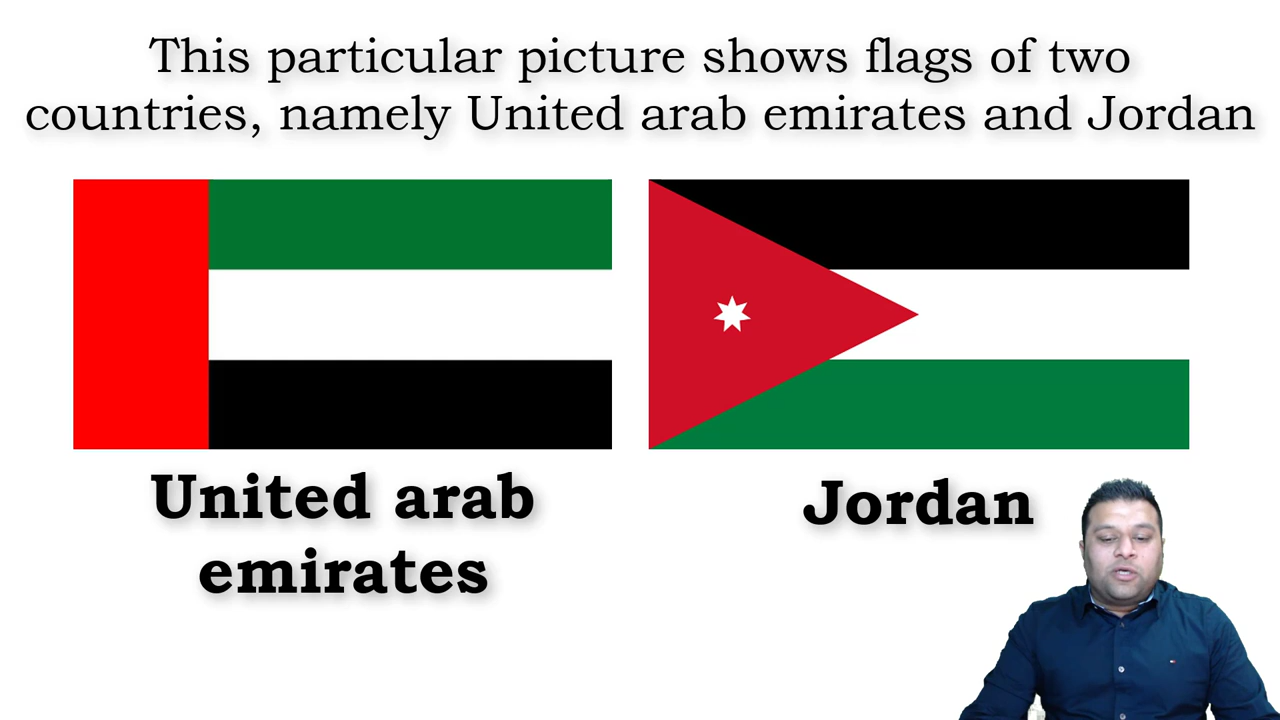 This particular picture shows flags of two
countries, namely United arab emirates and Jordan
United arab
emirates
Jordan